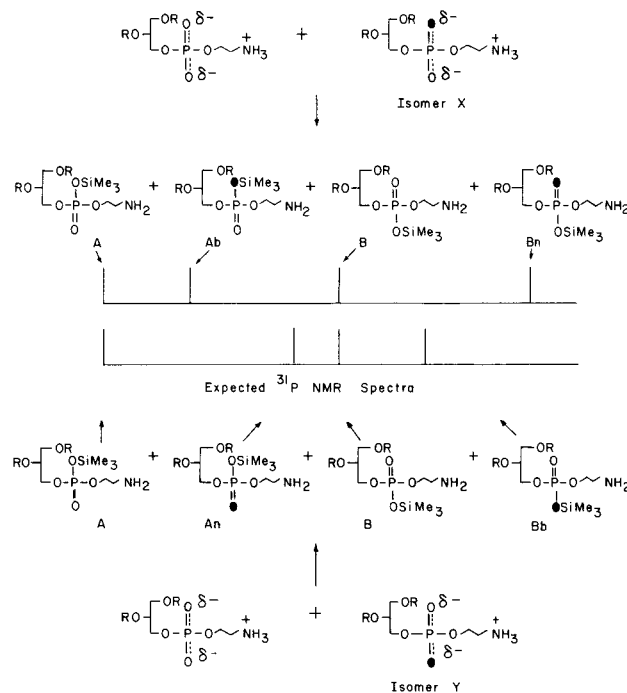 OR O δ− + OR δ−
RO O–P–O NH3 + RO O–P–O NH3
O δ− O δ−
Isomer X
OR OSiMe3 + OR SiMe3 + OR O + OR
RO O–P–O NH2 RO O–P–O NH2 RO O–P–O NH2 RO O–P–O NH2
O O OSiMe3 OSiMe3
A Ab B Bn
Expected 31P NMR Spectra
OR OSiMe3 + OR OSiMe3 + OR O + OR O
RO O–P–O NH2 RO O–P–O NH2 RO O–P–O NH2 RO O–P–O NH2
O OSiMe3 SiMe3
A An B Bb
OR O δ− + OR O δ− +
RO O–P–O NH3 + RO O–P–O NH3
O δ− δ−
Isomer Y